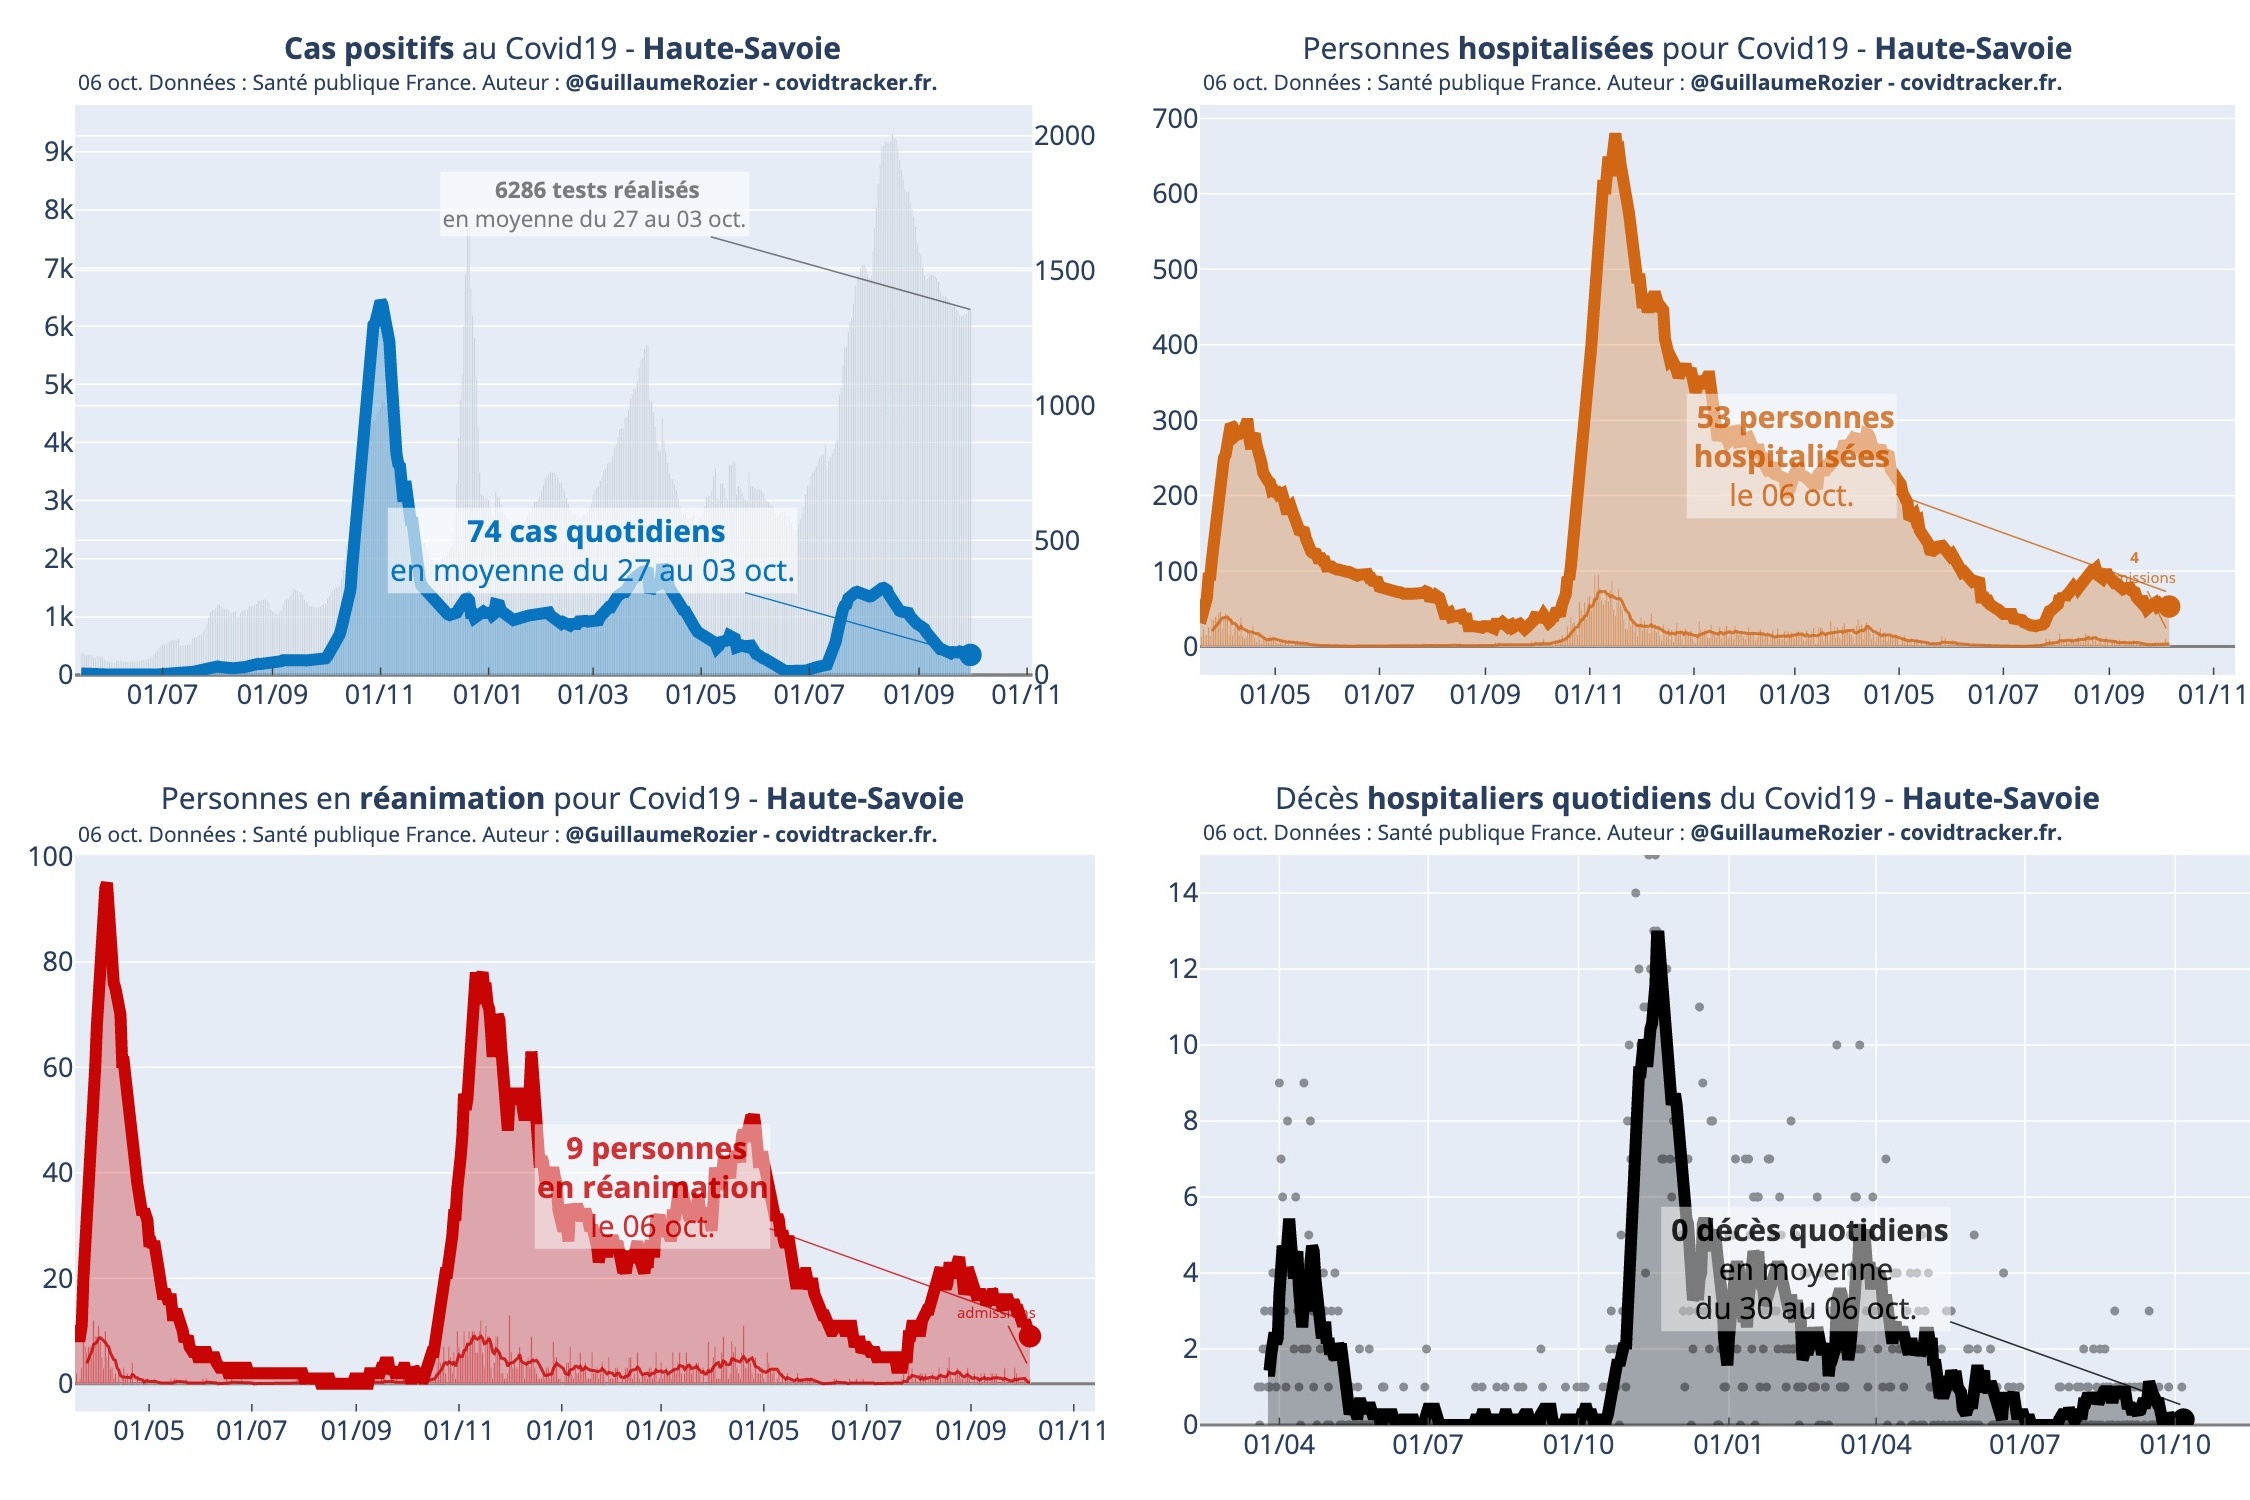 Cas positifs au Covid19 - Haute-Savoie
06 oct. Données : Santé publique France. Auteur : @GuillaumeRozier - covidtracker.fr.
9k
8k
7k
6k
5k
4k
3k
2k
1k
0
2000
1500
1000
500
0
6286 tests réalisés
en moyenne du 27 au 03 oct.
74 cas quotidiens
en moyenne du 27 au 03 oct.
01/07 01/09 01/11 01/01 01/03 01/05 01/07 01/09 01/11
Personnes hospitalisées pour Covid19 - Haute-Savoie
06 oct. Données : Santé publique France. Auteur : @GuillaumeRozier - covidtracker.fr.
700
600
500
400
300
200
100
0
53 personnes
hospitalisées
le 06 oct.
4
01/05 01/07 01/09 01/11 01/01 01/03 01/05 01/07 01/09 01/11
Personnes en réanimation pour Covid19 - Haute-Savoie
06 oct. Données : Santé publique France. Auteur : @GuillaumeRozier - covidtracker.fr.
100
80
60
40
20
0
9 personnes
en réanimation
le 06 oct.
admissions
01/05 01/07 01/09 01/11 01/01 01/03 01/05 01/07 01/09 01/11
Décès hospitaliers quotidiens du Covid19 - Haute-Savoie
06 oct. Données : Santé publique France. Auteur : @GuillaumeRozier - covidtracker.fr.
14
12
10
8
6
4
2
0
0 décès quotidiens
en moyenne
du 30 au 06 oct.
01/04 01/07 01/10 01/01 01/04 01/07 01/10